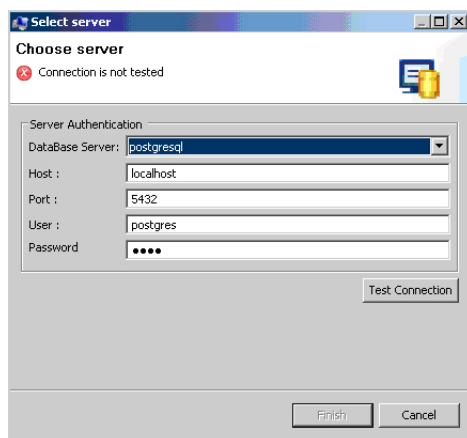 Select server
Choose server
Connection is not tested
Server Authentication
DataBase Server: postgresql
Host : localhost
Port : 5432
User : postgres
Password ●●●●
Test Connection
Finish Cancel